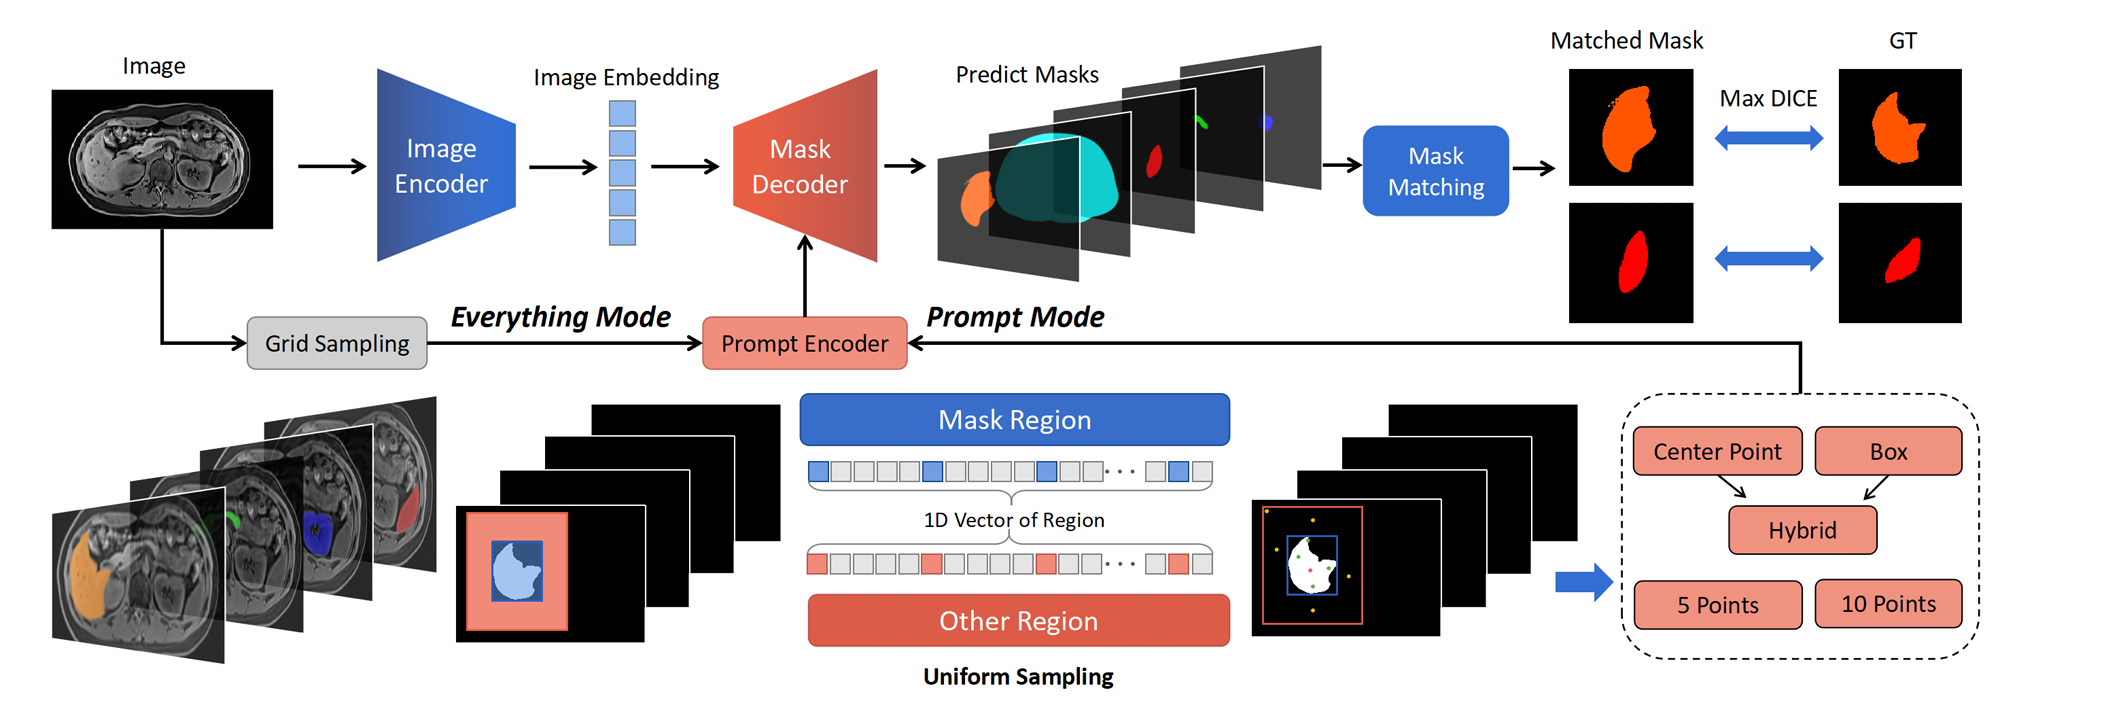 Image
Image
Encoder
Image Embedding
Mask
Decoder
Predict Masks
Mask
Matching
Matched Mask
Max DICE
GT
Grid Sampling
Everything Mode
Prompt Encoder
Prompt Mode
Mask Region
1D Vector of Region
Other Region
Uniform Sampling
Center Point
Box
Hybrid
5 Points
10 Points